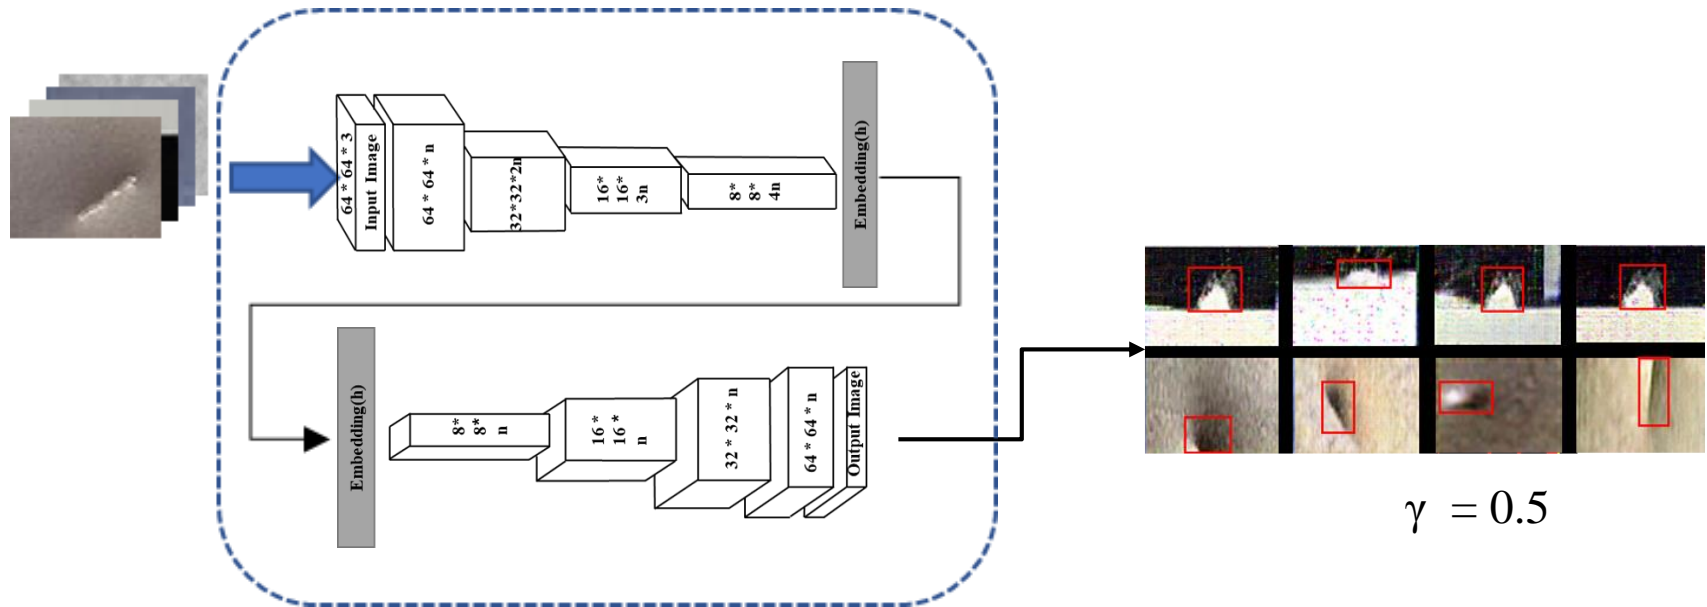 64 * 64 * 3
Input Image
64 * 64 * n
32*32*2n
16*
16*
3n
8*
8*
4n
Embedding(h)
Embedding(h)
8*
8*
n
16*
16*
n
32 * 32 * n
64 * 64 * n
Output Image
γ = 0.5